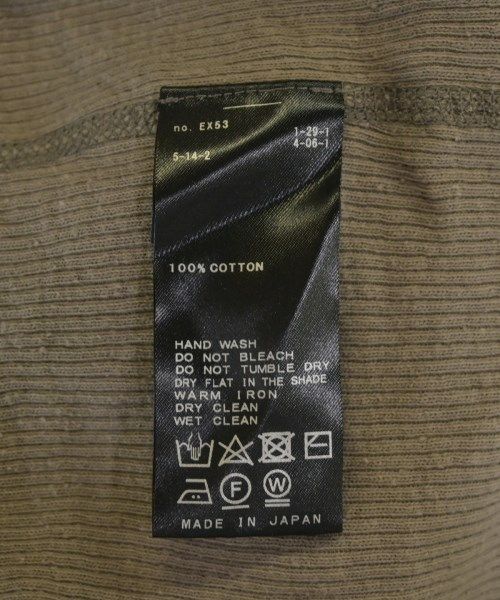 no. EX53
1-29-1
5-14-2
4-06-1
100% COTTON
HAND WASH
DO NOT BLEACH
DO NOT TUMBLE DRY
DRY FLAT IN THE SHADE
WARM IRON
DRY CLEAN
WET CLEAN
F W
MADE IN JAPAN